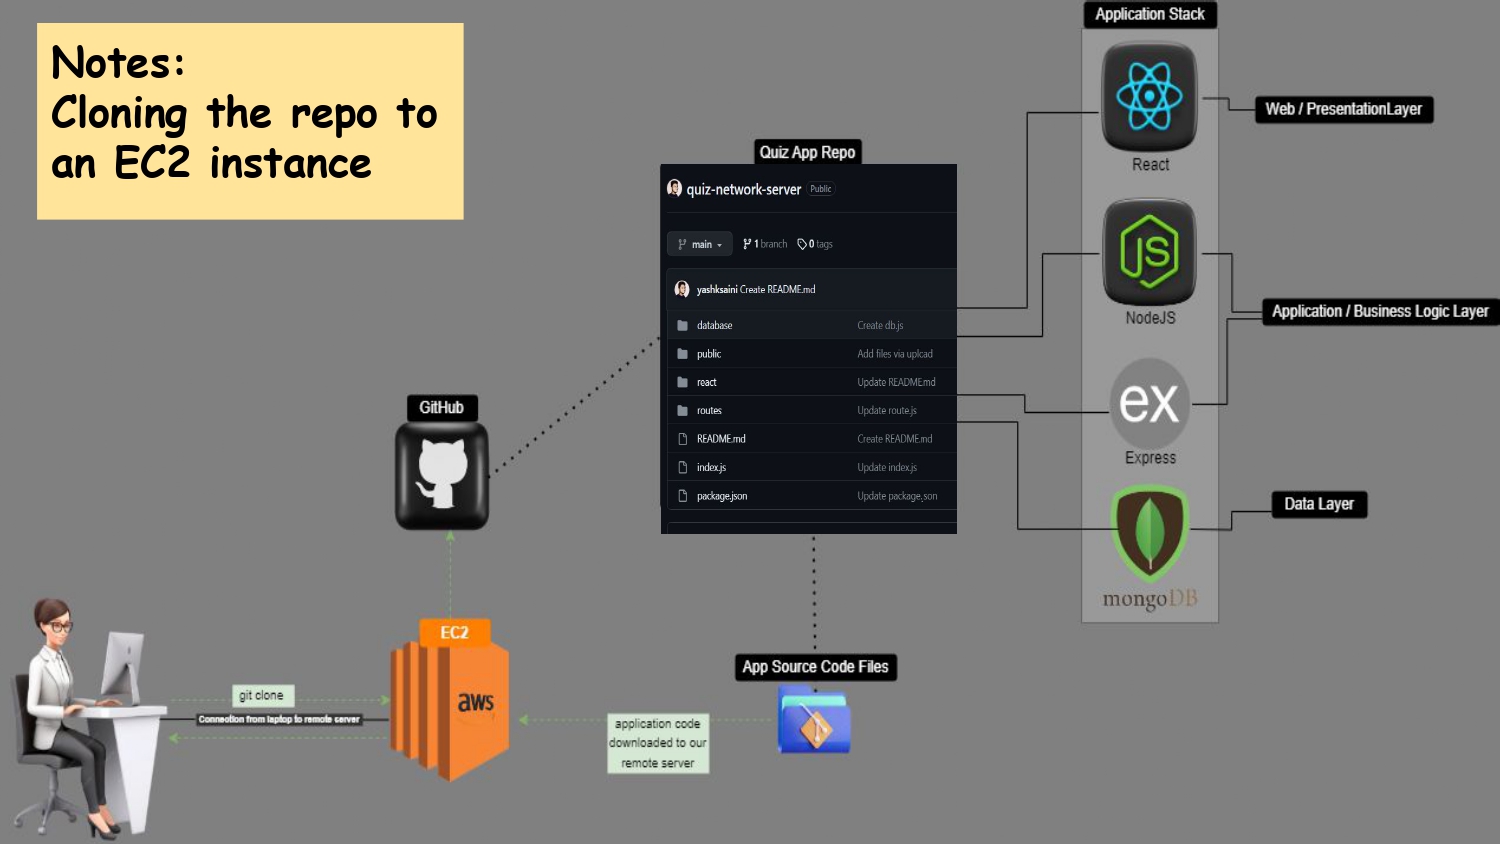 Notes:
Cloning the repo to
an EC2 instance
Application Stack
React
Web / PresentationLayer
NodeJS
Application / Business Logic Layer
ex
Express
Data Layer
mongoDB
Quiz App Repo
quiz-network-server Public
main 1 branch 0 tags
yashksaini Create README.md
database Create db.js
public Add files via upload
react Update README.md
routes Update route.js
README.md Create README.md
index.js Update index.js
package.json Update package.json
GitHub
EC2
aws
git clone
Connection from laptop to remote server
App Source Code Files
application code
downloaded to our
remote server